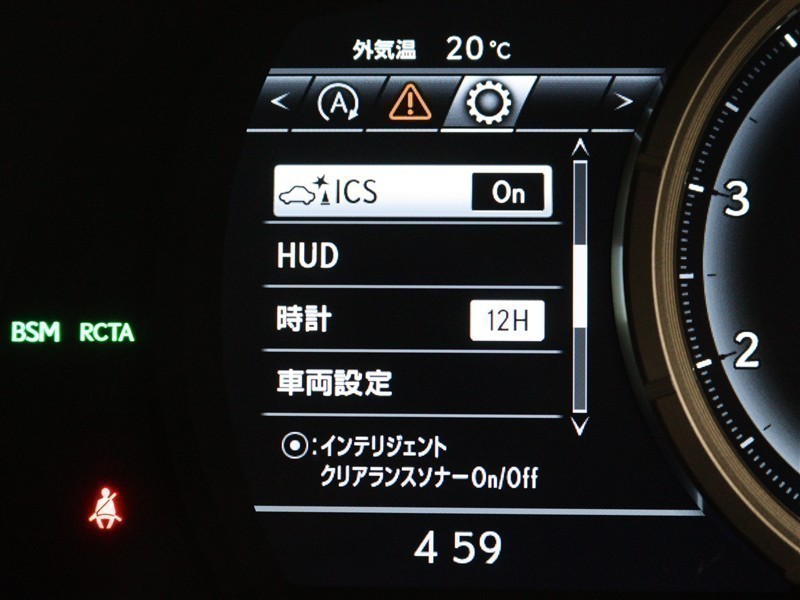 外気温 20℃
A
ICS On
HUD
時計 12H
車両設定
:インテリジェント
クリアランスソナーOn/Off
4 59
BSM RCTA
3
2